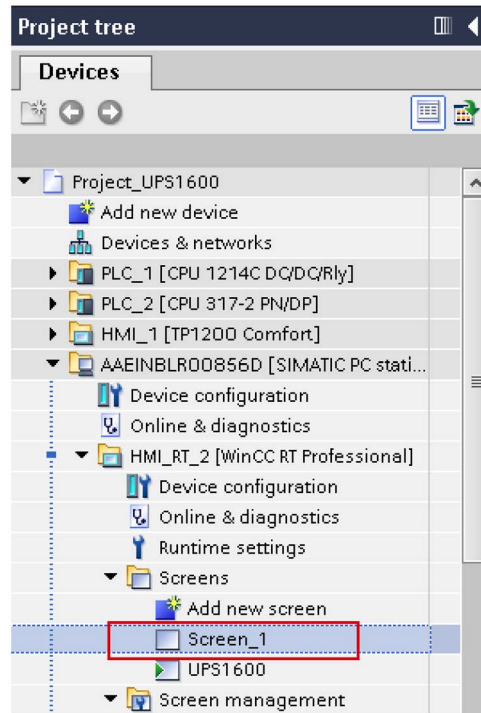 Project tree
Devices
Project_UPS1600
Add new device
Devices & networks
PLC_1 [CPU 1214C DC/DC/Rly]
PLC_2 [CPU 317-2 PN/DP]
HMI_1 [TP1200 Comfort]
AAEINBLR00856D [SIMATIC PC stati...
Device configuration
Online & diagnostics
HMI_RT_2 [WinCC RT Professional]
Device configuration
Online & diagnostics
Runtime settings
Screens
Add new screen
Screen_1
UPS1600
Screen management